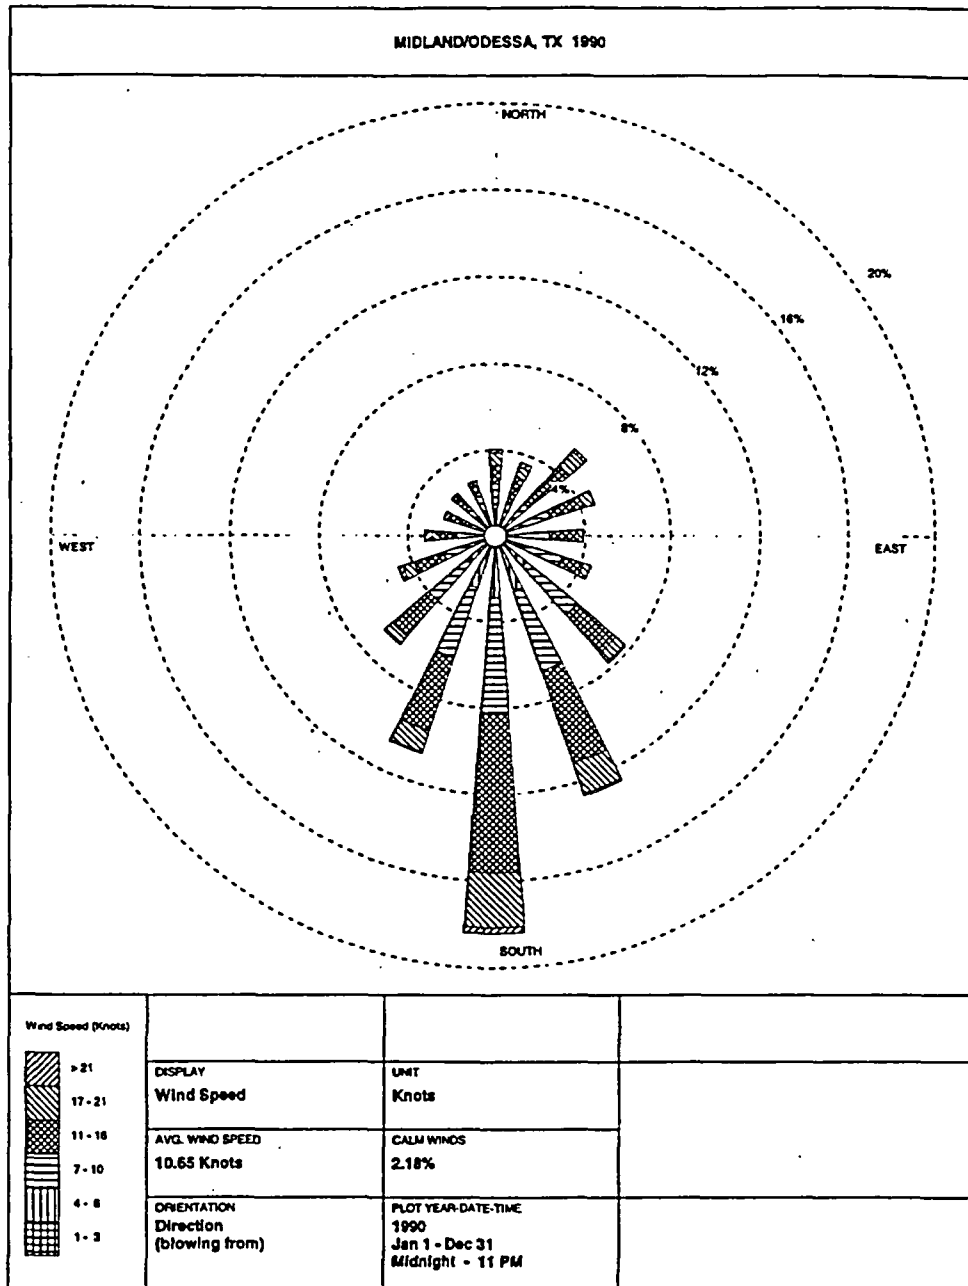 MIDLAND/ODESSA, TX 1990
NORTH
20%
16%
12%
8%
4%
WEST
EAST
SOUTH
Wind Speed (Knots)
> 21
17 - 21
11 - 16
7 - 10
4 - 6
1 - 3
DISPLAY
Wind Speed
UNIT
Knots
AVG. WIND SPEED
10.65 Knots
CALM WINDS
2.18%
ORIENTATION
Direction
(blowing from)
PLOT YEAR-DATE-TIME
1990
Jan 1 - Dec 31
Midnight - 11 PM